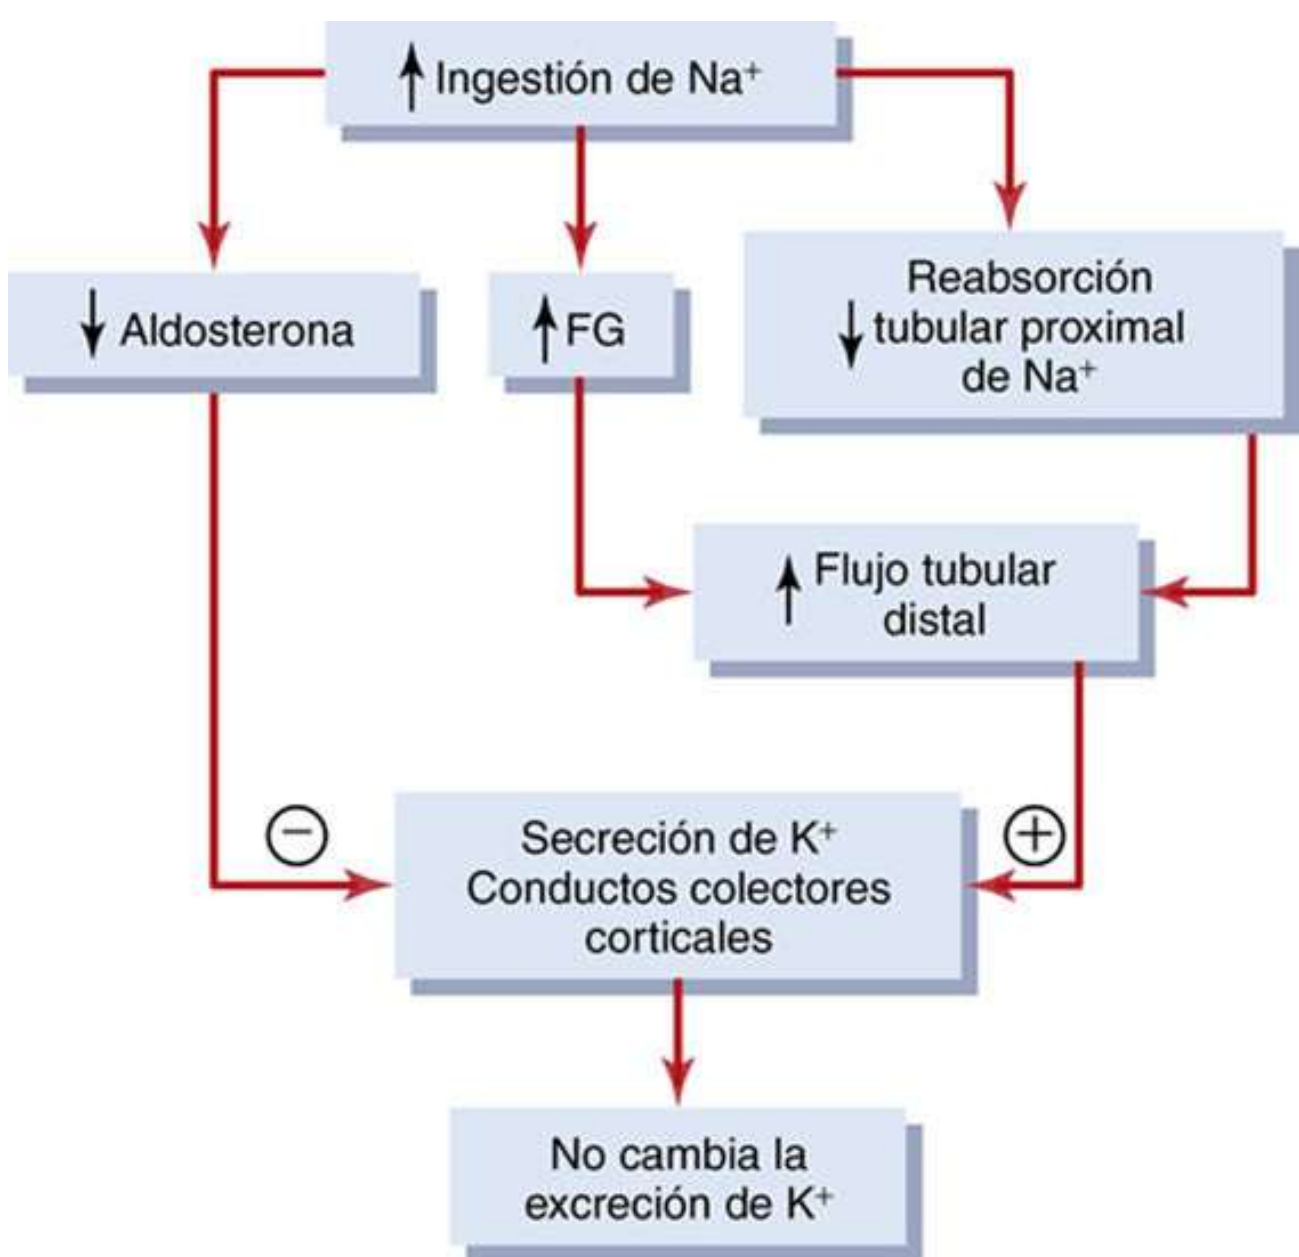 ↑ Ingestión de Na⁺
↓ Aldosterona
↑ FG
Reabsorción
↓ tubular proximal
de Na⁺
↑ Flujo tubular
distal
−
+
Secreción de K⁺
Conductos colectores
corticales
No cambia la
excreción de K⁺